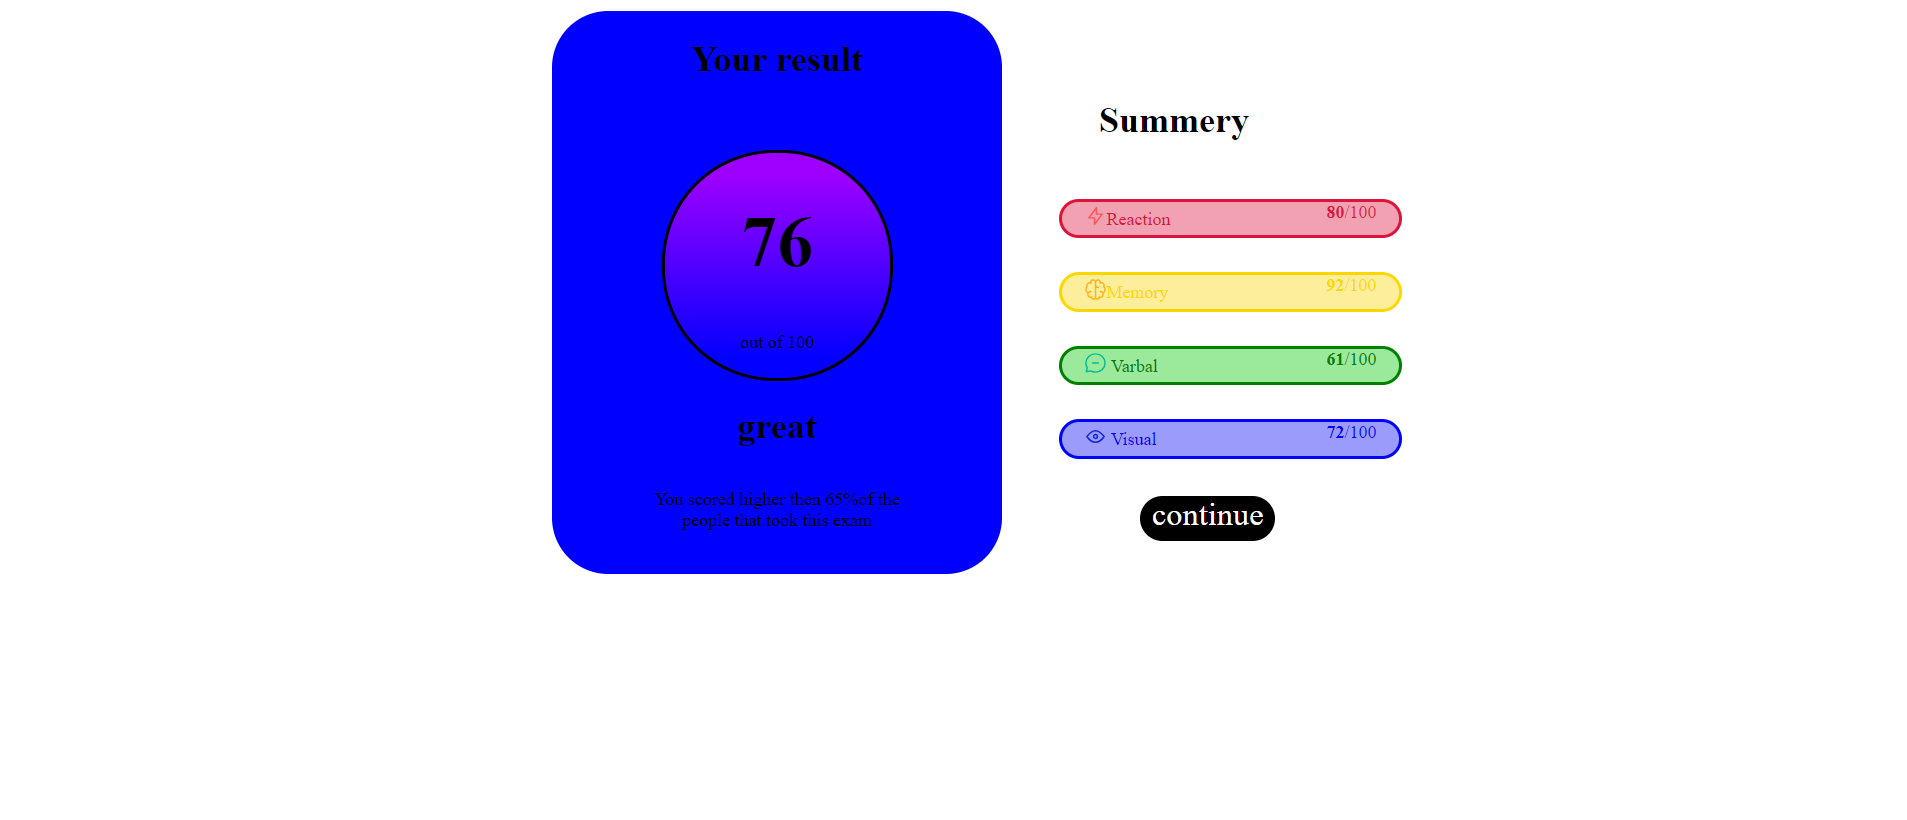 Your result
76
out of 100
great
You scored higher then 65%of the
people that took this exam
Summery
Reaction 80/100
Memory 92/100
Varbal 61/100
Visual 72/100
continue